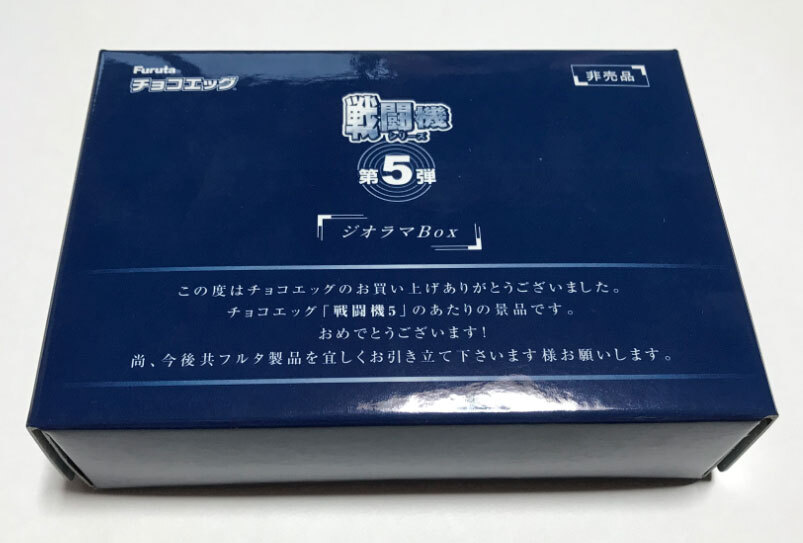 Furuta
チョコエッグ
非売品
戦闘機
シリーズ
第5弾
ジオラマBox
この度はチョコエッグのお買い上げありがとうございました。
チョコエッグ「戦闘機5」のあたりの景品です。
おめでとうございます!
尚、今後共フルタ製品を宜しくお引き立て下さいます様お願いします。